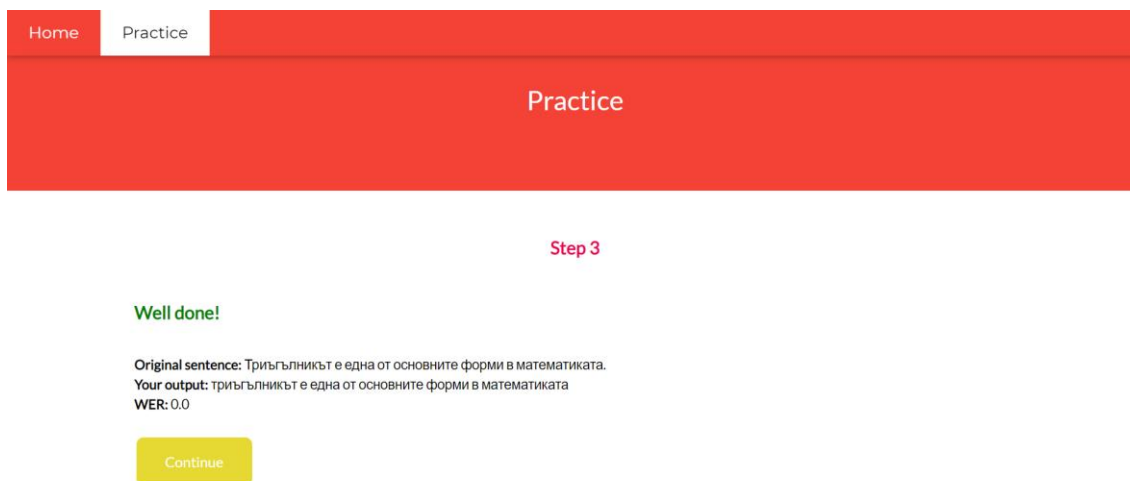 Home Practice
Practice
Step 3
Well done!
Original sentence: Триъгълникът е една от основните форми в математиката.
Your output: триъгълникът е една от основните форми в математиката
WER: 0.0
Continue